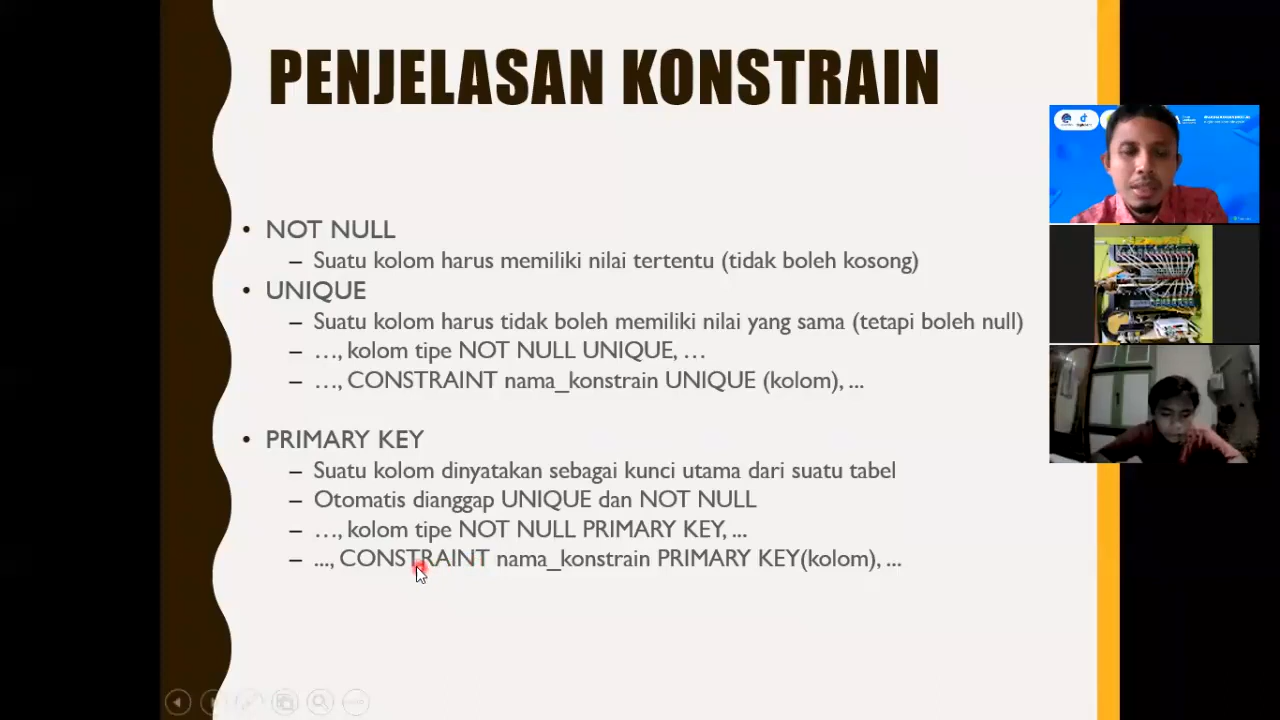 PENJELASAN KONSTRAIN
• NOT NULL
– Suatu kolom harus memiliki nilai tertentu (tidak boleh kosong)
• UNIQUE
– Suatu kolom harus tidak boleh memiliki nilai yang sama (tetapi boleh null)
– …, kolom tipe NOT NULL UNIQUE, …
– …, CONSTRAINT nama_konstrain UNIQUE (kolom), ...
• PRIMARY KEY
– Suatu kolom dinyatakan sebagai kunci utama dari suatu tabel
– Otomatis dianggap UNIQUE dan NOT NULL
– …, kolom tipe NOT NULL PRIMARY KEY, ...
– ..., CONSTRAINT nama_konstrain PRIMARY KEY(kolom), ...